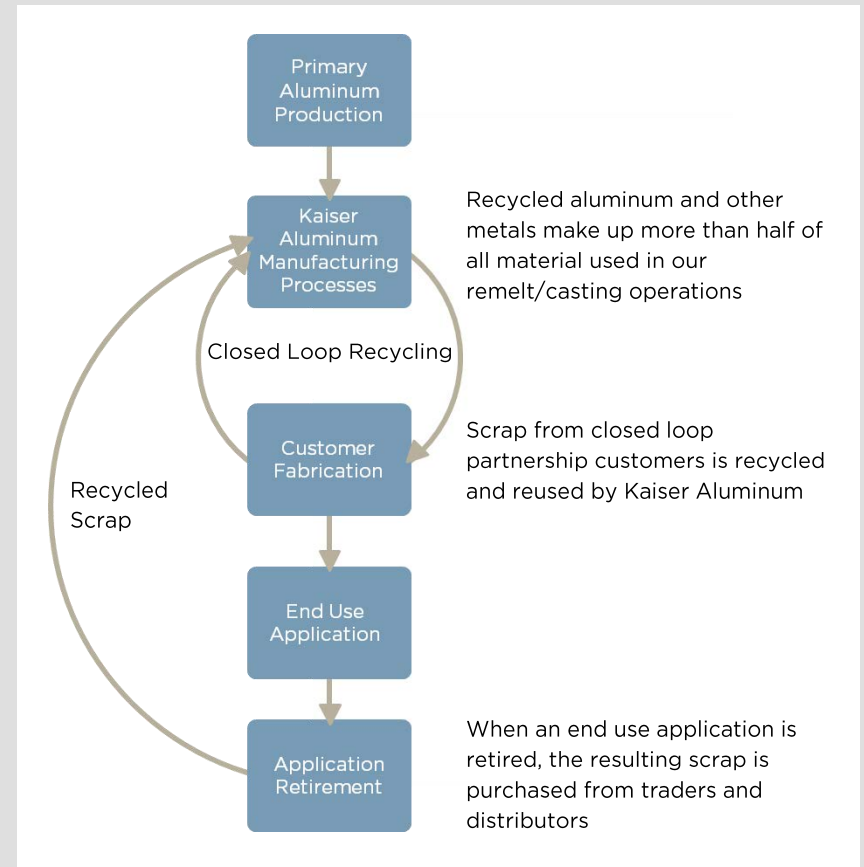 Primary
Aluminum
Production
Kaiser
Aluminum
Manufacturing
Processes
Recycled aluminum and other
metals make up more than half of
all material used in our
remelt/casting operations
Closed Loop Recycling
Customer
Fabrication
Scrap from closed loop
partnership customers is recycled
and reused by Kaiser Aluminum
Recycled
Scrap
End Use
Application
Application
Retirement
When an end use application is
retired, the resulting scrap is
purchased from traders and
distributors